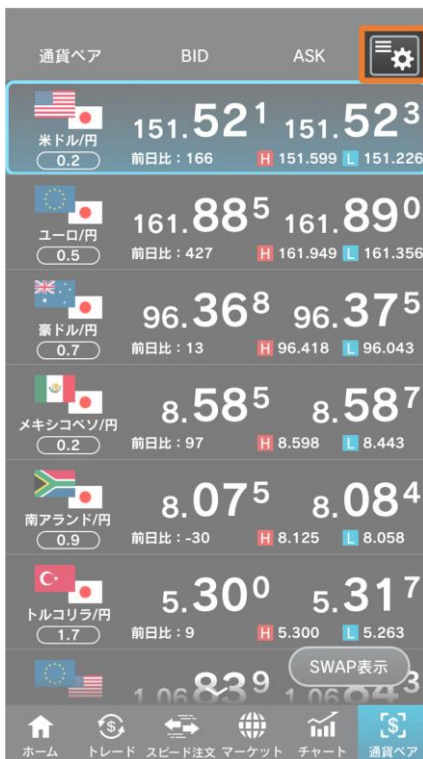 通貨ペア BID ASK
151.521 151.523
米ドル/円
0.2 前日比：166 H 151.599 L 151.226
161.885 161.890
ユーロ/円
0.5 前日比：427 H 161.949 L 161.356
96.368 96.375
豪ドル/円
0.7 前日比：13 H 96.418 L 96.043
8.585 8.587
メキシコペソ/円
0.2 前日比：97 H 8.598 L 8.443
8.075 8.084
南アランド/円
0.9 前日比：-30 H 8.125 L 8.058
5.300 5.317
トルコリラ/円
1.7 前日比：9 H 5.300 L 5.263
SWAP表示
1.06839 1.06843
ホーム トレード スピード注文 マーケット チャート 通貨ペア